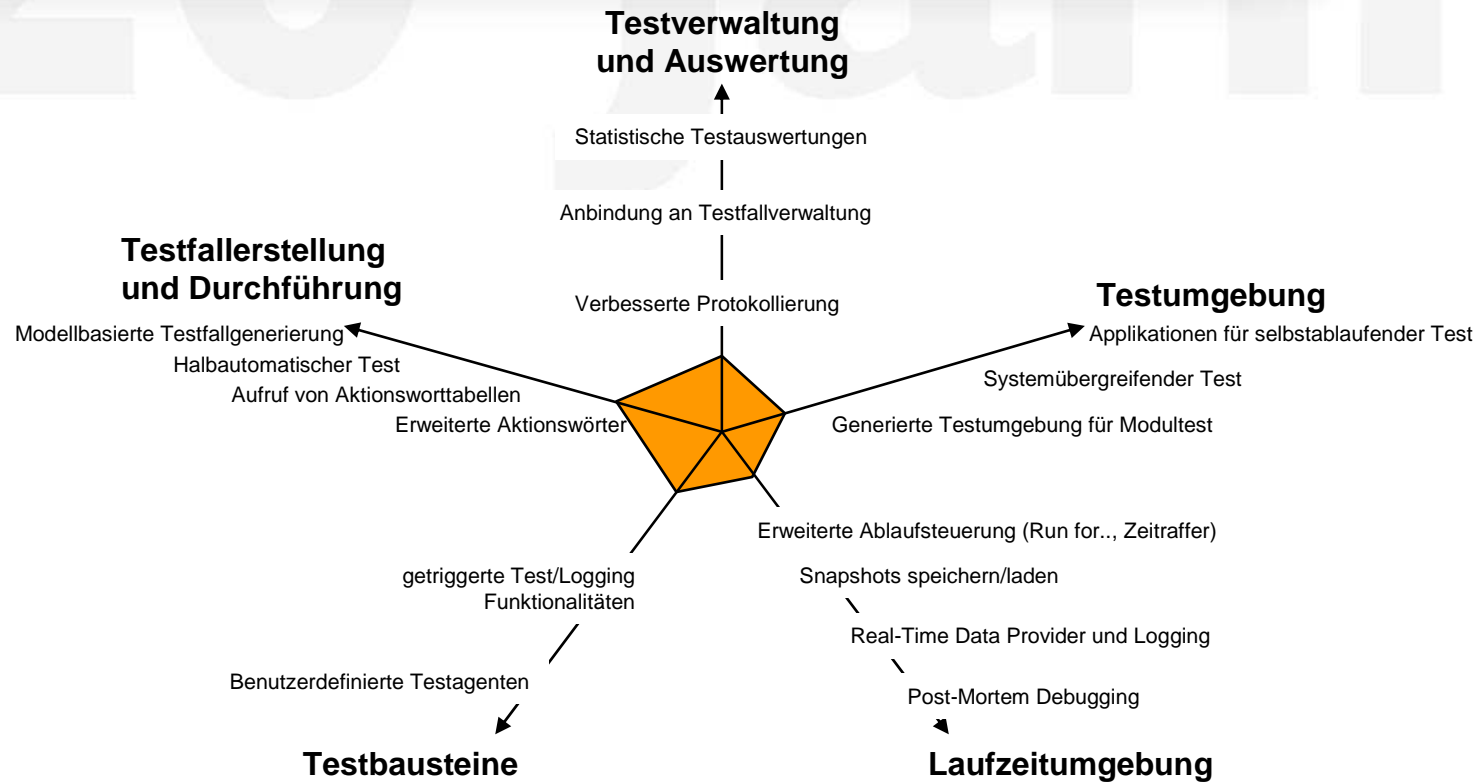 20 Jahr
Testverwaltung
und Auswertung
Statistische Testauswertungen
Anbindung an Testfallverwaltung
Verbesserte Protokollierung
Testfallerstellung
und Durchführung
Modellbasierte Testfallgenerierung
Halbautomatischer Test
Aufruf von Aktionsworttabellen
Erweiterte Aktionswörter
Testumgebung
Applikationen für selbstablaufender Test
Systemübergreifender Test
Generierte Testumgebung für Modultest
Erweiterte Ablaufsteuerung (Run for.., Zeitraffer)
Snapshots speichern/laden
Real-Time Data Provider und Logging
Post-Mortem Debugging
Laufzeitumgebung
getriggerte Test/Logging
Funktionalitäten
Benutzerdefinierte Testagenten
Testbausteine